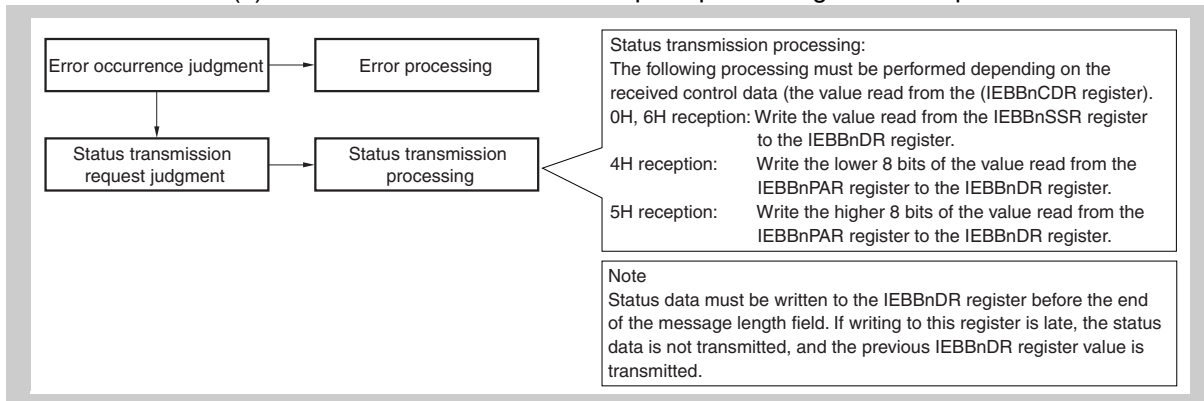 Error occurrence judgment
Error processing
Status transmission
request judgment
Status transmission
processing
Status transmission processing:
The following processing must be performed depending on the
received control data (the value read from the (IEBBnCDR register).
0H, 6H reception: Write the value read from the IEBBnSSR register
to the IEBBnDR register.
4H reception: Write the lower 8 bits of the value read from the
IEBBnPAR register to the IEBBnDR register.
5H reception: Write the higher 8 bits of the value read from the
IEBBnPAR register to the IEBBnDR register.
Note
Status data must be written to the IEBBnDR register before the end
of the message length field. If writing to this register is late, the status
data is not transmitted, and the previous IEBBnDR register value is
transmitted.